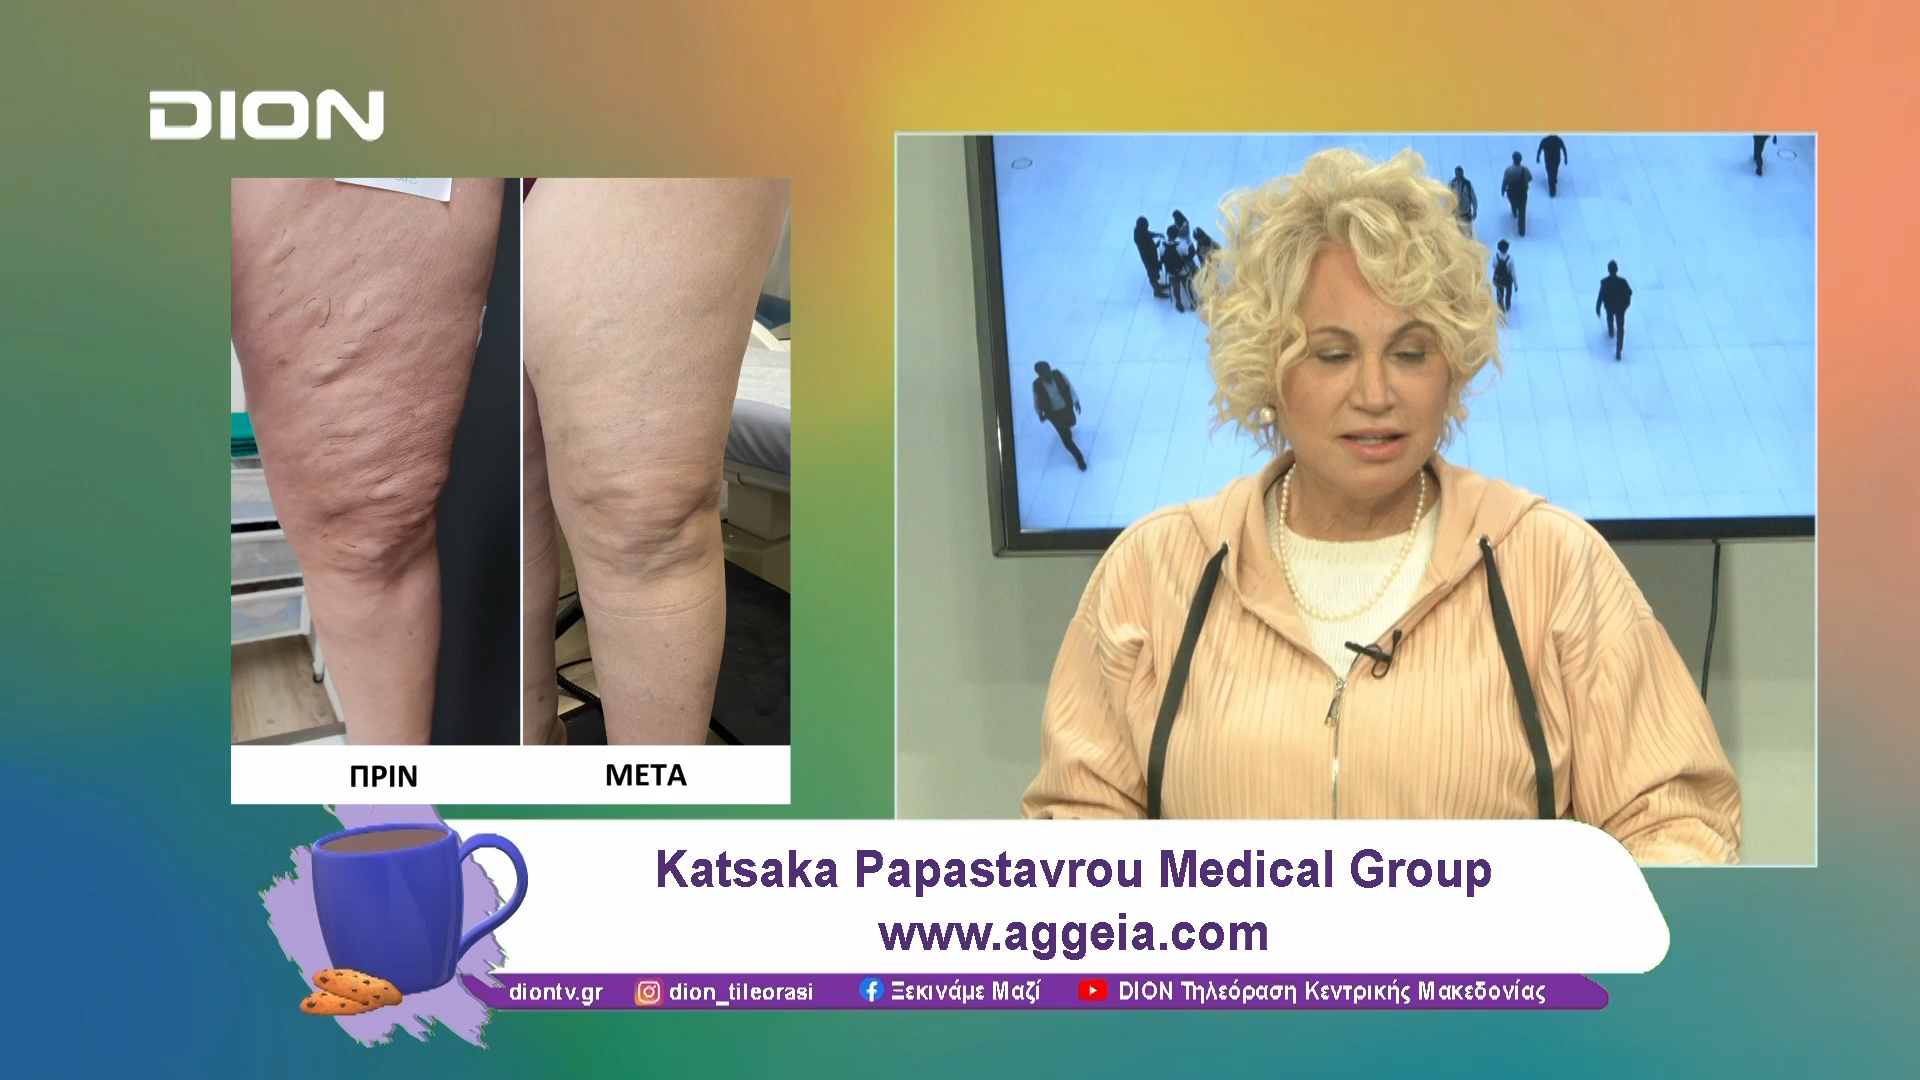 DION
ΠΡΙΝ
ΜΕΤΑ
Katsaka Papastavrou Medical Group
www.aggeia.com
diontv.gr
dion_tileorasi
Ξεκινάμε Μαζί
DION Τηλεόραση Κεντρικής Μακεδονίας